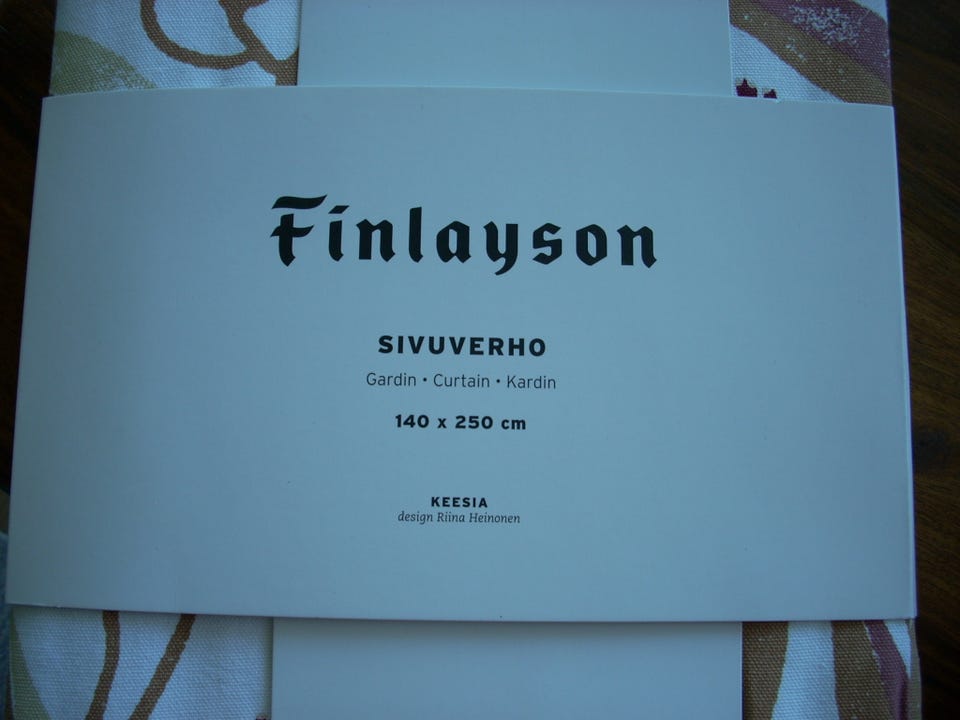 Finlayson
SIVUVERHO
Gardin • Curtain • Kardin
140 x 250 cm
KEESIA
design Riina Heinonen